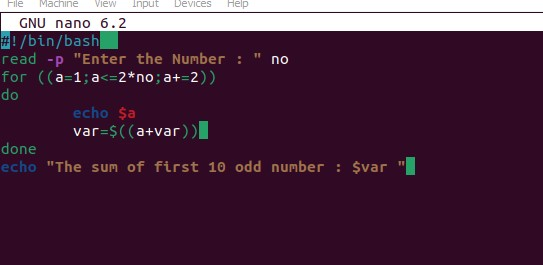 File Machine View Input Devices Help
GNU nano 6.2
#!/bin/bash
read -p "Enter the Number : " no
for ((a=1;a<=2*no;a+=2))
do
echo $a
var=$((a+var))
done
echo "The sum of first 10 odd number : $var "